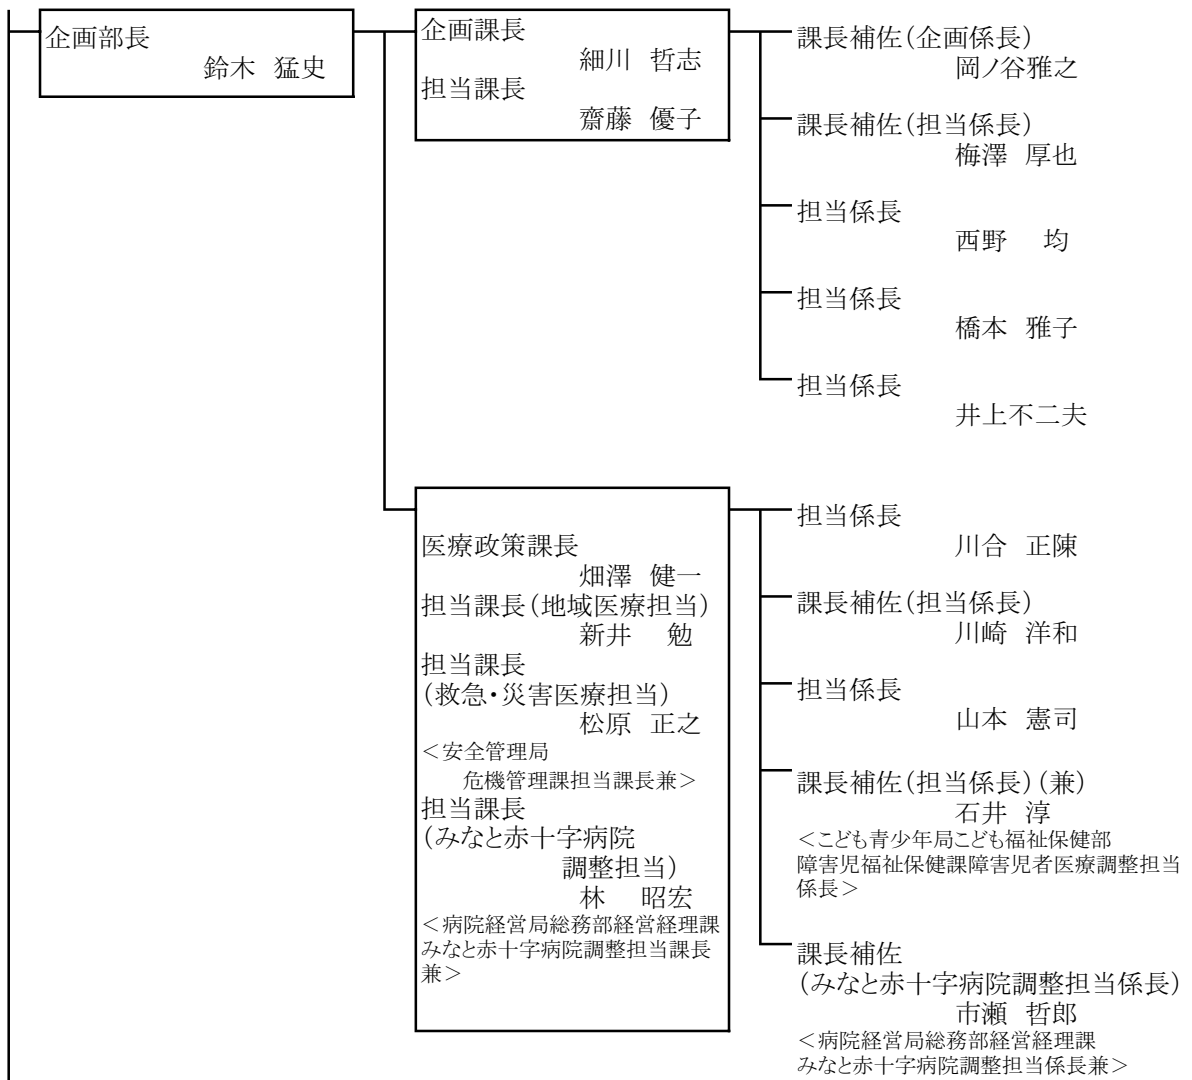 企画部長
鈴木 猛史
企画課長
細川 哲志
担当課長
齋藤 優子
課長補佐(企画係長)
岡ノ谷雅之
課長補佐(担当係長)
梅澤 厚也
担当係長
西野 均
担当係長
橋本 雅子
担当係長
井上不二夫
医療政策課長
畑澤 健一
担当課長(地域医療担当)
新井 勉
担当課長
(救急・災害医療担当)
松原 正之
<安全管理局
危機管理課担当課長兼>
担当課長
(みなと赤十字病院
調整担当)
林 昭宏
<病院経営局総務部経営経理課
みなと赤十字病院調整担当課長
兼>
担当係長
川合 正陳
課長補佐(担当係長)
川崎 洋和
担当係長
山本 憲司
課長補佐(担当係長)(兼)
石井 淳
<こども青少年局こども福祉保健部
障害児福祉保健課障害児者医療調整担当
係長>
課長補佐
(みなと赤十字病院調整担当係長)
市瀬 哲郎
<病院経営局総務部経営経理課
みなと赤十字病院調整担当係長兼>